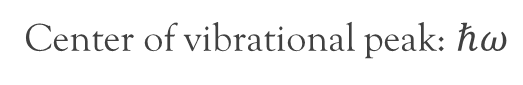 Center of vibrational peak: ℏω